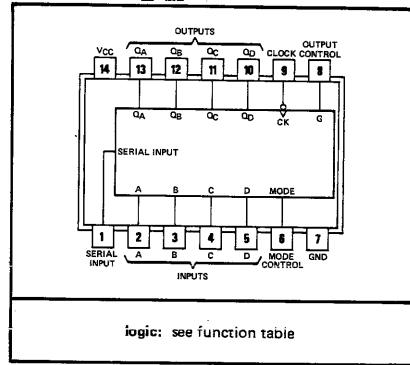 OUTPUTS
OUTPUT
VCC QA QB QC QD CLOCK CONTROL
14 13 12 11 10 9 8
QA QB QC QD CK G
SERIAL INPUT
A B C D MODE
1 2 3 4 5 6 7
SERIAL A B C D MODE GND
INPUT INPUTS CONTROL
logic: see function table